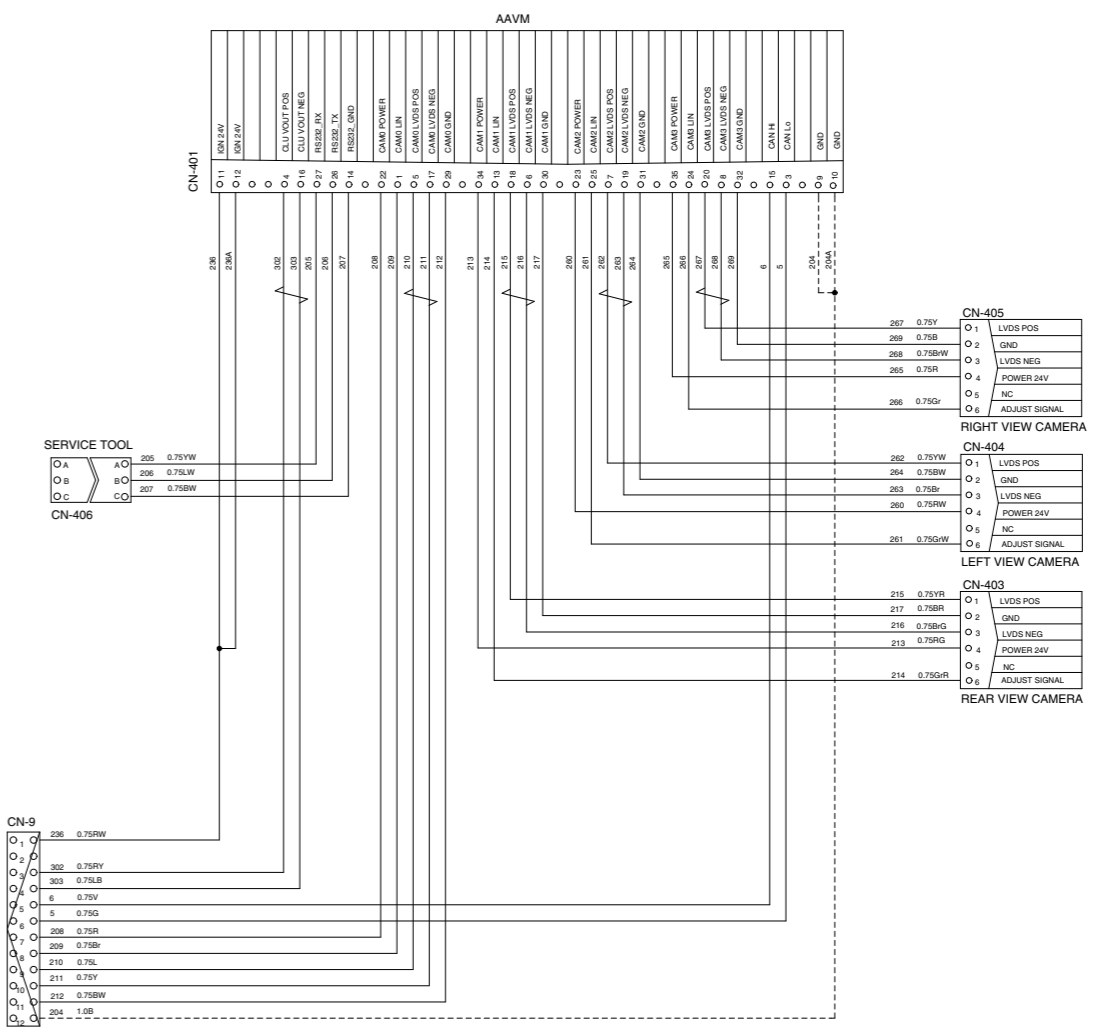 AAVM
CN-401
IGN 24V
IGN 24V
CLU VOUT POS
CLU VOUT NEG
RS232_RX
RS232_TX
RS232_GND
CAM0 POWER
CAM0 LIN
CAM0 LVDS POS
CAM0 LVDS NEG
CAM0 GND
CAM1 POWER
CAM1 LIN
CAM1 LVDS POS
CAM1 LVDS NEG
CAM1 GND
CAM2 POWER
CAM2 LIN
CAM2 LVDS POS
CAM2 LVDS NEG
CAM2 GND
CAM3 POWER
CAM3 LIN
CAM3 LVDS POS
CAM3 LVDS NEG
CAM3 GND
CAN Hi
CAN Lo
GND
GND
11 12 4 16 27 26 14 22 1 5 17 29 34 13 18 6 30 23 25 7 19 31 35 24 20 8 32 15 3 9 10
236 236A 302 303 205 206 207 208 209 210 211 212 213 214 215 216 217 260 261 262 263 264 265 266 267 268 269 6 5 204 204A
CN-405
267 0.75Y 1 LVDS POS
269 0.75B 2 GND
268 0.75BrW 3 LVDS NEG
265 0.75R 4 POWER 24V
5 NC
266 0.75Gr 6 ADJUST SIGNAL
RIGHT VIEW CAMERA
CN-404
262 0.75YW 1 LVDS POS
264 0.75BW 2 GND
263 0.75Br 3 LVDS NEG
260 0.75RW 4 POWER 24V
5 NC
261 0.75GrW 6 ADJUST SIGNAL
LEFT VIEW CAMERA
SERVICE TOOL
A A 205 0.75YW
B B 206 0.75LW
C C 207 0.75BW
CN-406
CN-403
215 0.75YR 1 LVDS POS
217 0.75BR 2 GND
216 0.75BrG 3 LVDS NEG
213 0.75RG 4 POWER 24V
5 NC
214 0.75GrR 6 ADJUST SIGNAL
REAR VIEW CAMERA
CN-9
1 236 0.75RW
2
3 302 0.75RY
4 303 0.75LB
5 6 0.75V
6 5 0.75G
7 208 0.75R
8 209 0.75Br
9 210 0.75L
10 211 0.75Y
11 212 0.75BW
12 204 1.0B